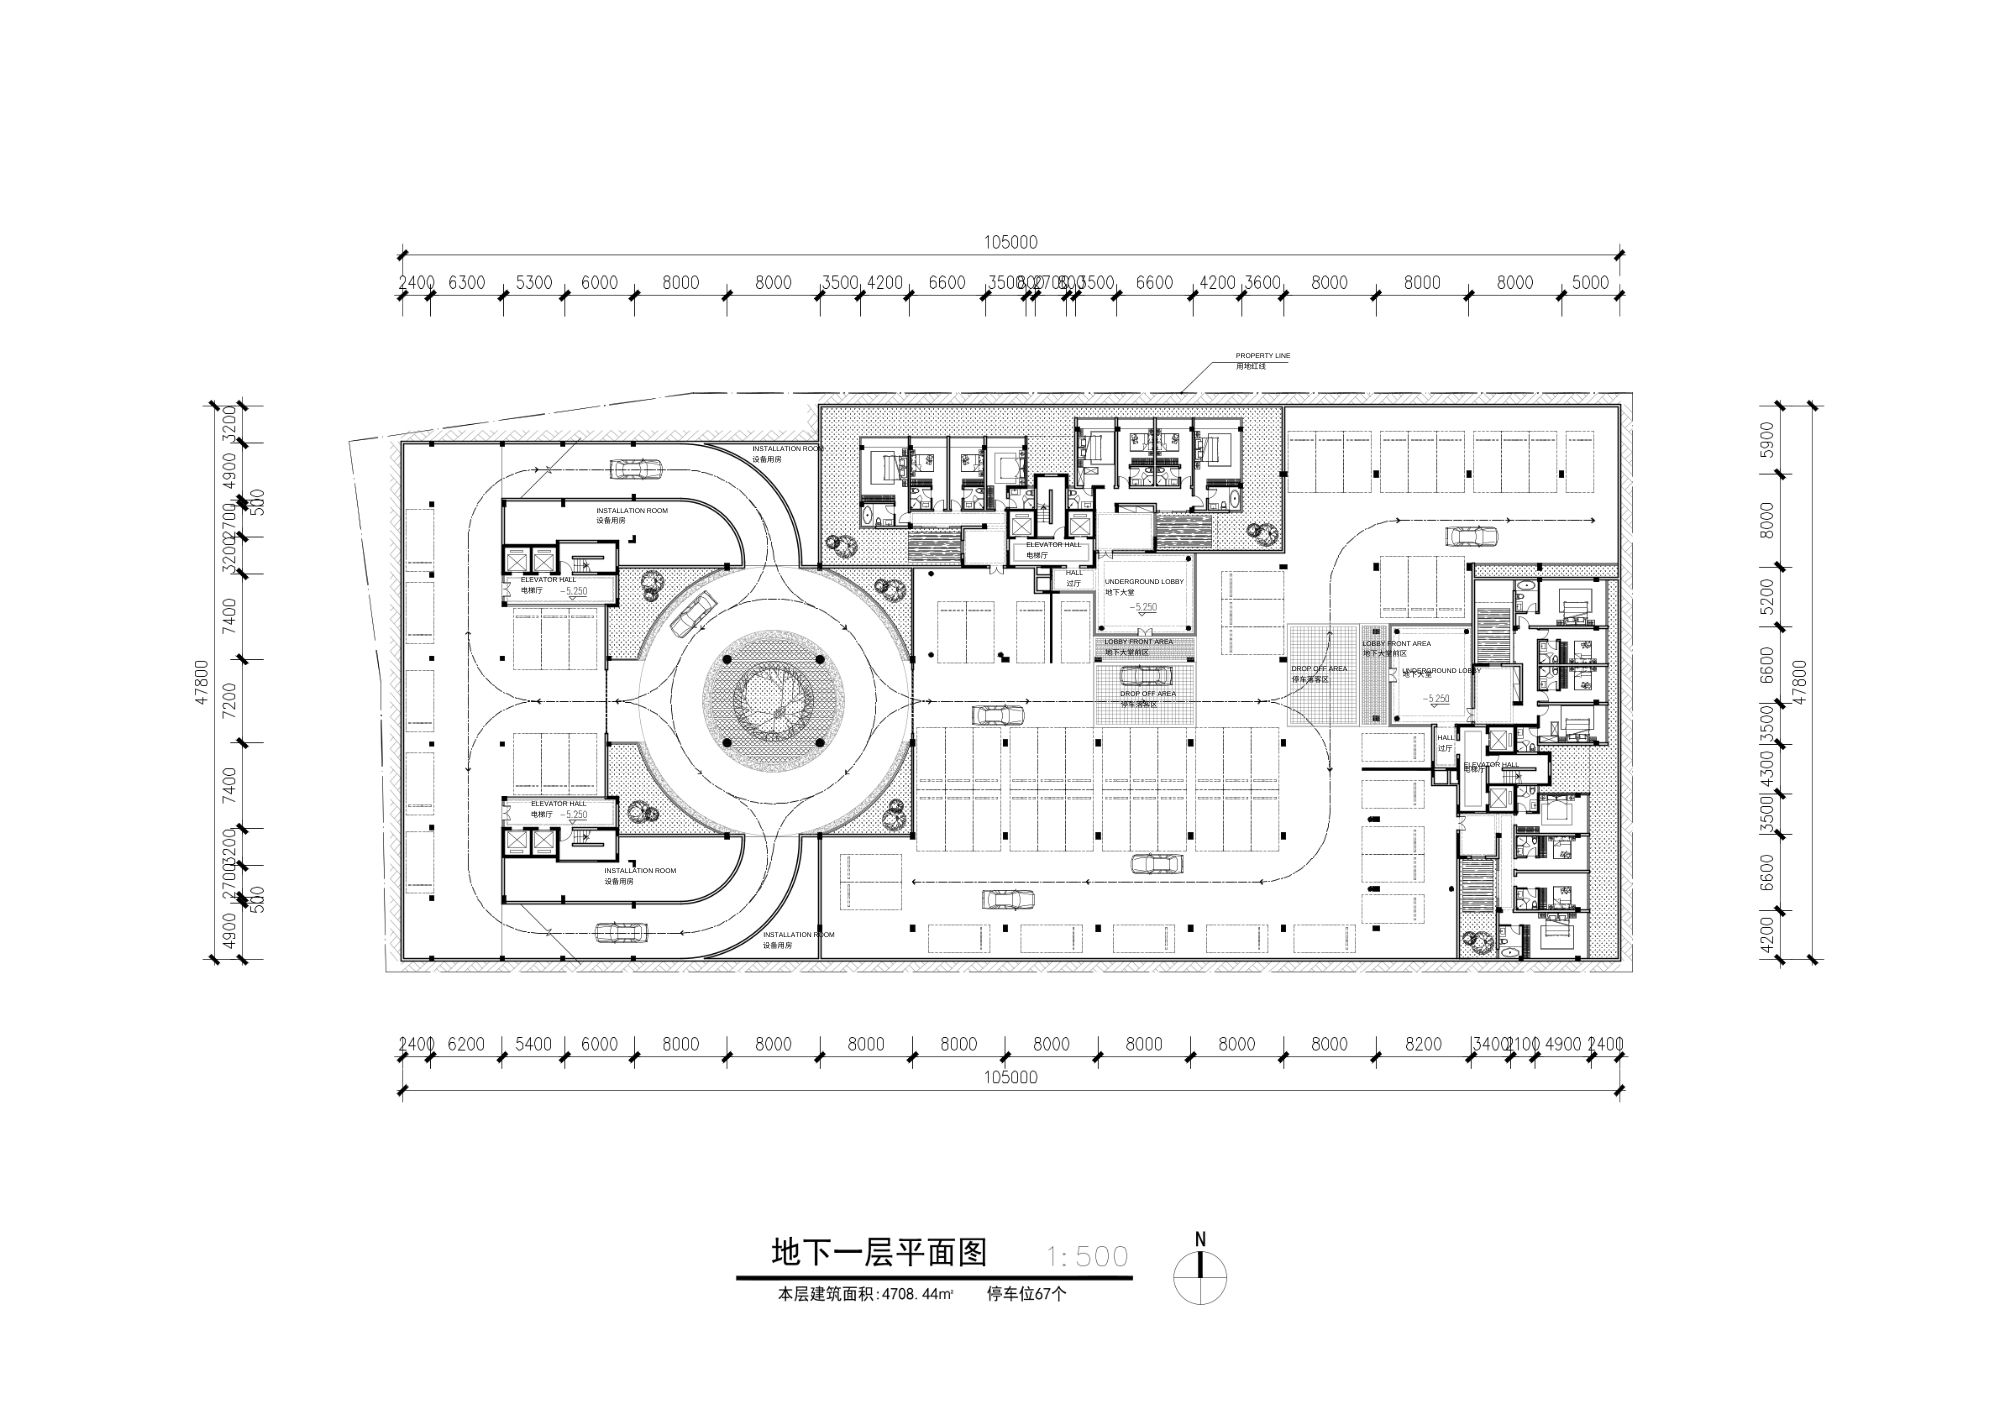 105000
2400 6300 5300 6000 8000 8000 3500 4200 6600 3500 800 2700 800 3500 6600 4200 3600 8000 8000 8000 5000
PROPERTY LINE
用地红线
3200
4900
500
2700
3200
7400
7200
7400
3200
2700
500
4900
47800
5900
8000
5200
6600
3500
4300
3500
6600
4200
47800
INSTALLATION ROOM
设备用房
INSTALLATION ROOM
设备用房
ELEVATOR HALL
电梯厅
-5.250
ELEVATOR HALL
电梯厅
HALL
过厅
UNDERGROUND LOBBY
地下大堂
-5.250
LOBBY FRONT AREA
地下大堂前区
DROP OFF AREA
停车落客区
DROP OFF AREA
停车落客区
LOBBY FRONT AREA
地下大堂前区
UNDERGROUND LOBBY
地下大堂
-5.250
HALL
过厅
ELEVATOR HALL
电梯厅
ELEVATOR HALL
电梯厅
-5.250
INSTALLATION ROOM
设备用房
INSTALLATION ROOM
设备用房
2400 6200 5400 6000 8000 8000 8000 8000 8000 8000 8000 8000 8200 3400 2100 4900 2400
105000
地下一层平面图 1:500
本层建筑面积:4708.44㎡ 停车位67个
N